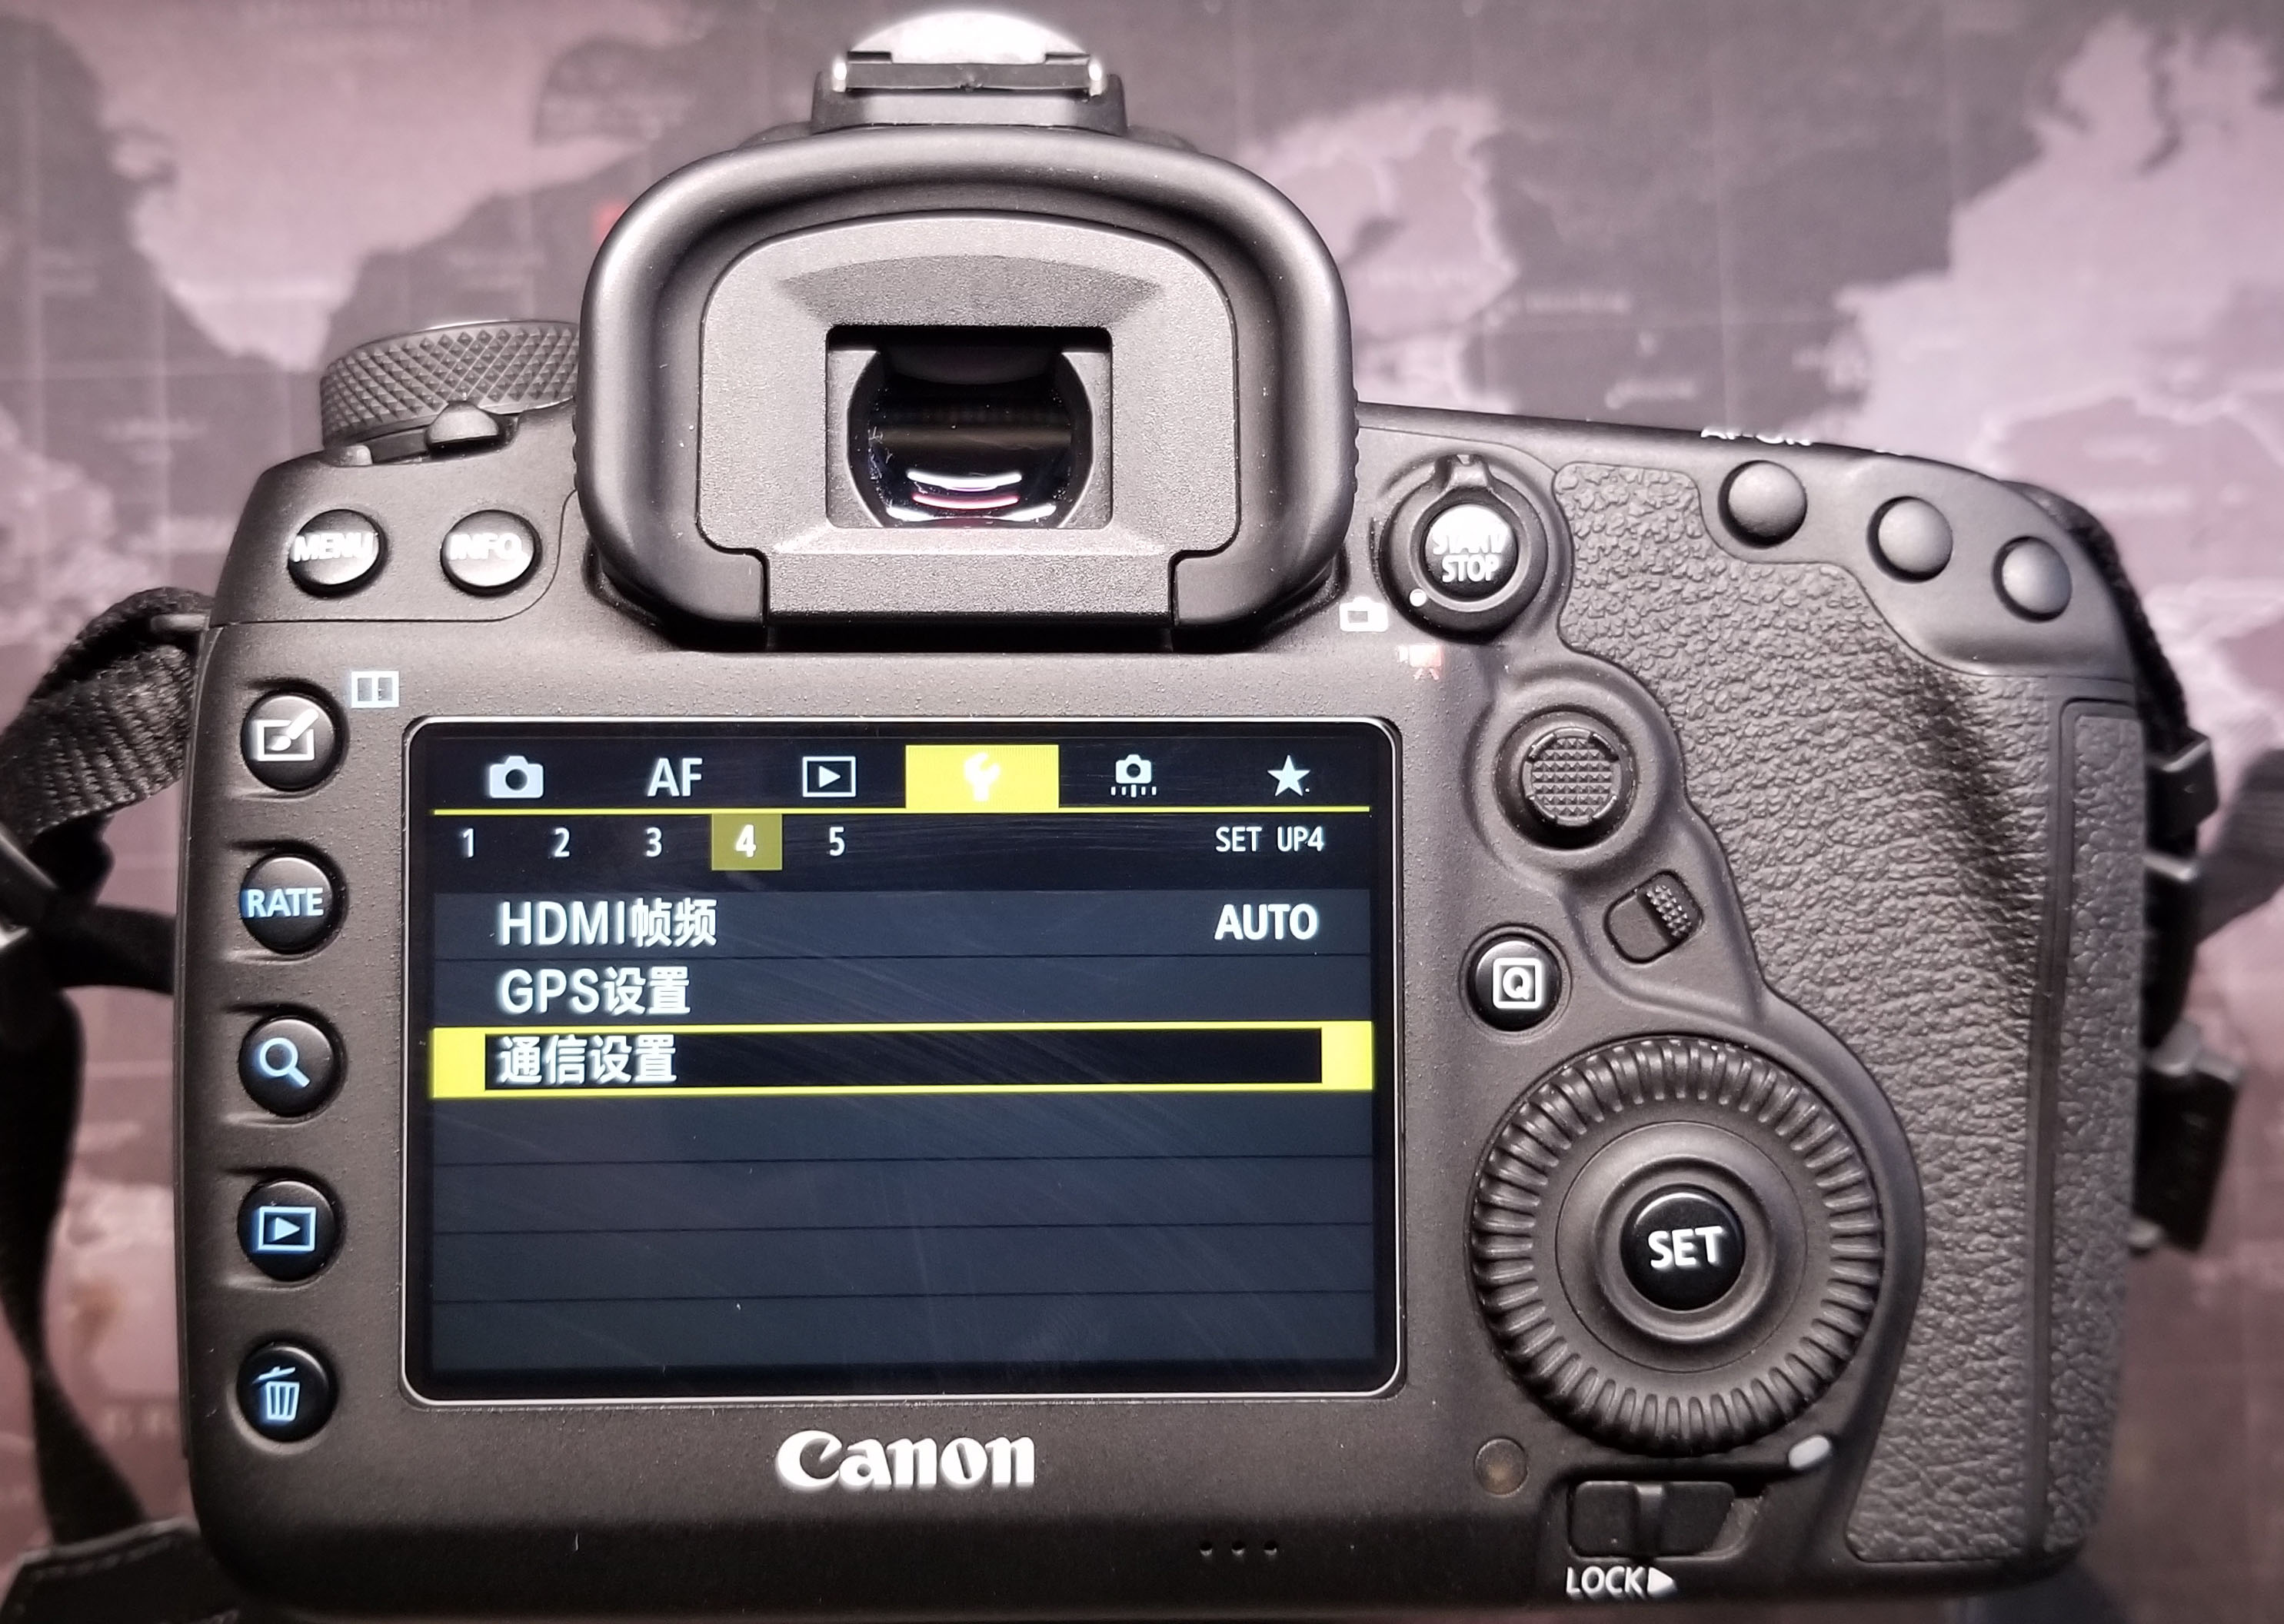 MENU
INFO
START/
STOP
RATE
AF
1 2 3 4 5 SET UP4
HDMI帧频 AUTO
GPS设置
通信设置
Q
SET
Canon
LOCK▶